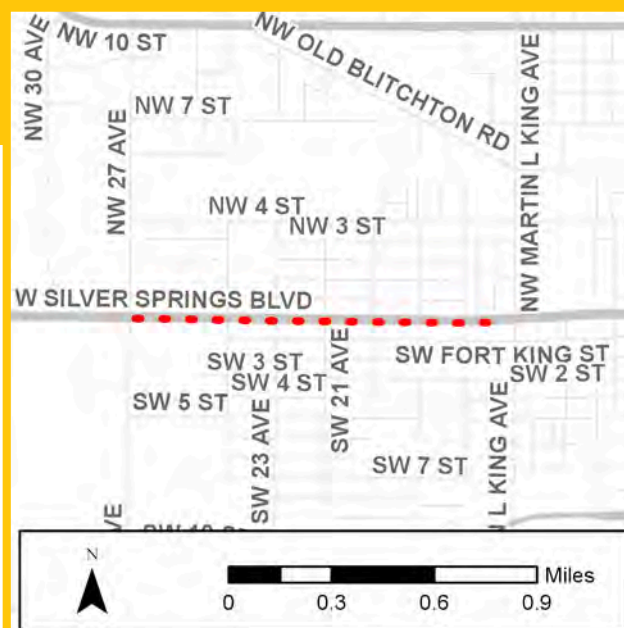 NW 30 AVE
NW 10 ST
NW OLD BLITCHTON RD
NW MARTIN L KING AVE
NW 7 ST
NW 27 AVE
NW 4 ST
NW 3 ST
W SILVER SPRINGS BLVD
SW 3 ST
SW 4 ST
SW 21 AVE
SW FORT KING ST
SW 2 ST
SW 5 ST
SW 23 AVE
SW 7 ST
L KING AVE
VE
N
Miles
0 0.3 0.6 0.9